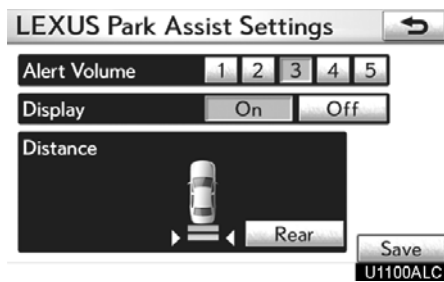 LEXUS Park Assist Settings
Alert Volume 1 2 3 4 5
Display On Off
Distance
Rear
Save
U1100ALC